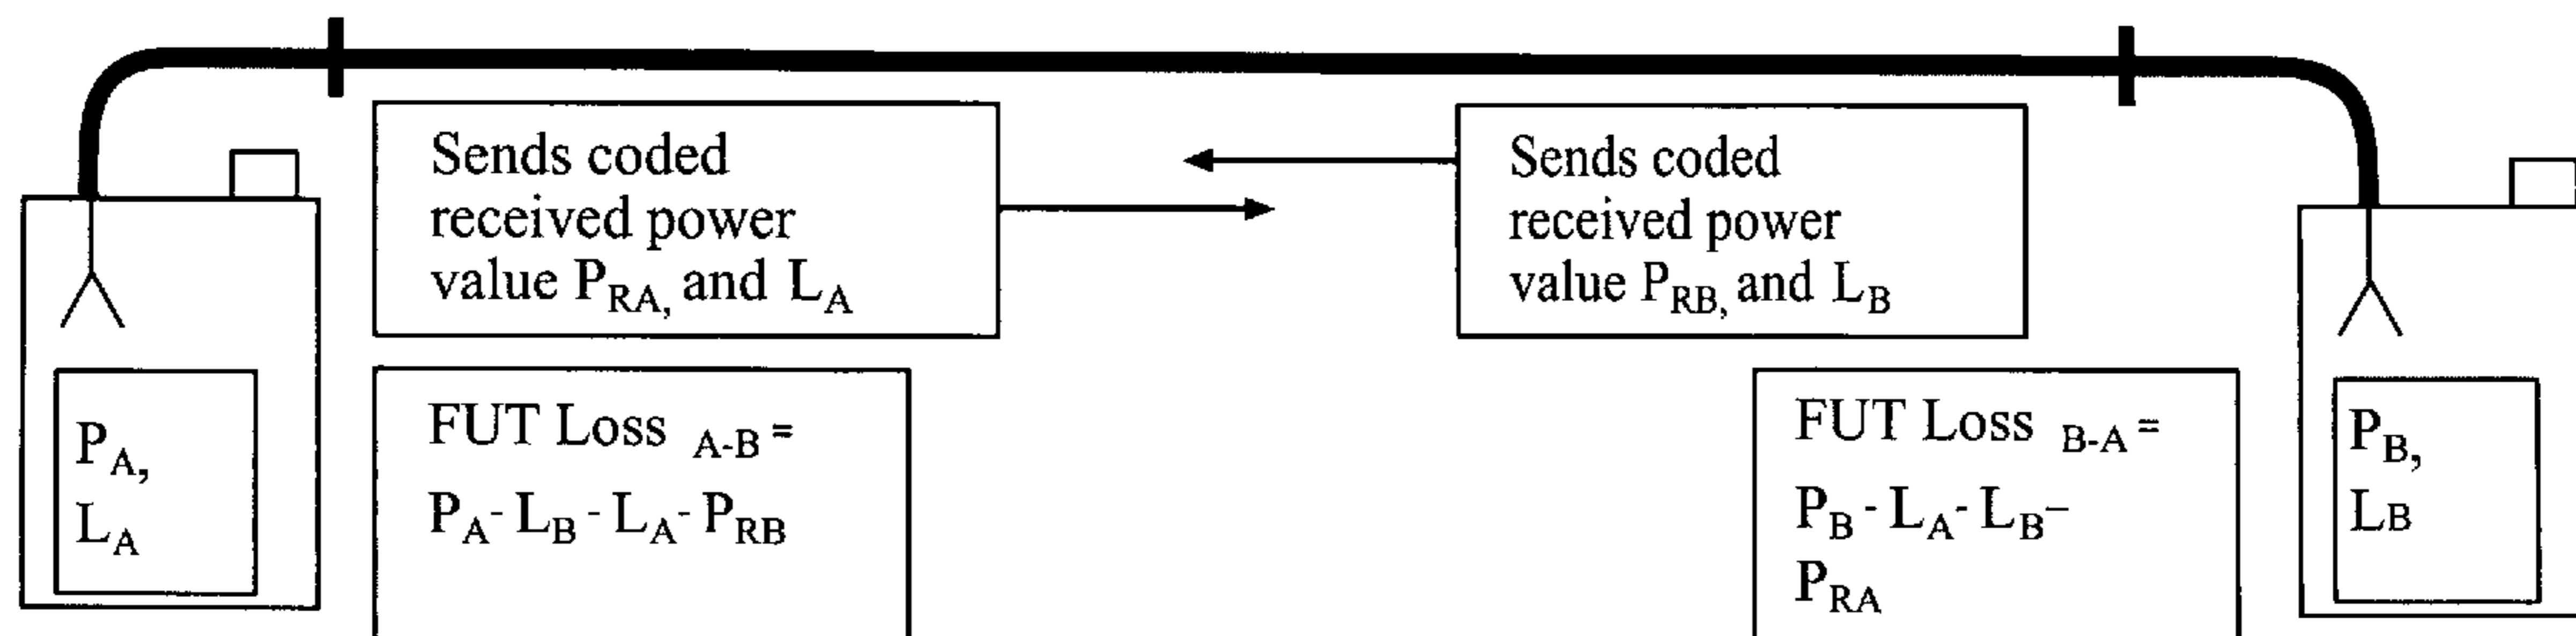 Sends coded
received power
value P_RA, and L_A
Sends coded
received power
value P_RB, and L_B
P_A,
L_A
FUT Loss A-B =
P_A - L_B - L_A - P_RB
FUT Loss B-A =
P_B - L_A - L_B –
P_RA
P_B,
L_B